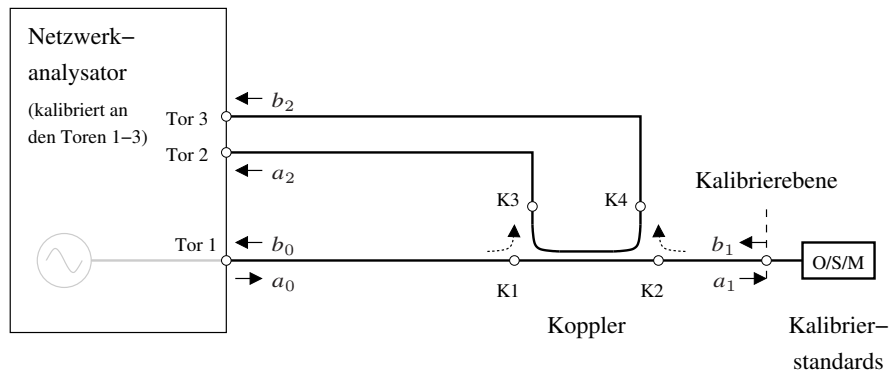 Netzwerk–
analysator
(kalibriert an
den Toren 1–3)
Tor 3
b2
Tor 2
a2
K3
K4
Kalibrierebene
Tor 1
b0
b1
O/S/M
a0
K1
K2
a1
Koppler
Kalibrier–
standards